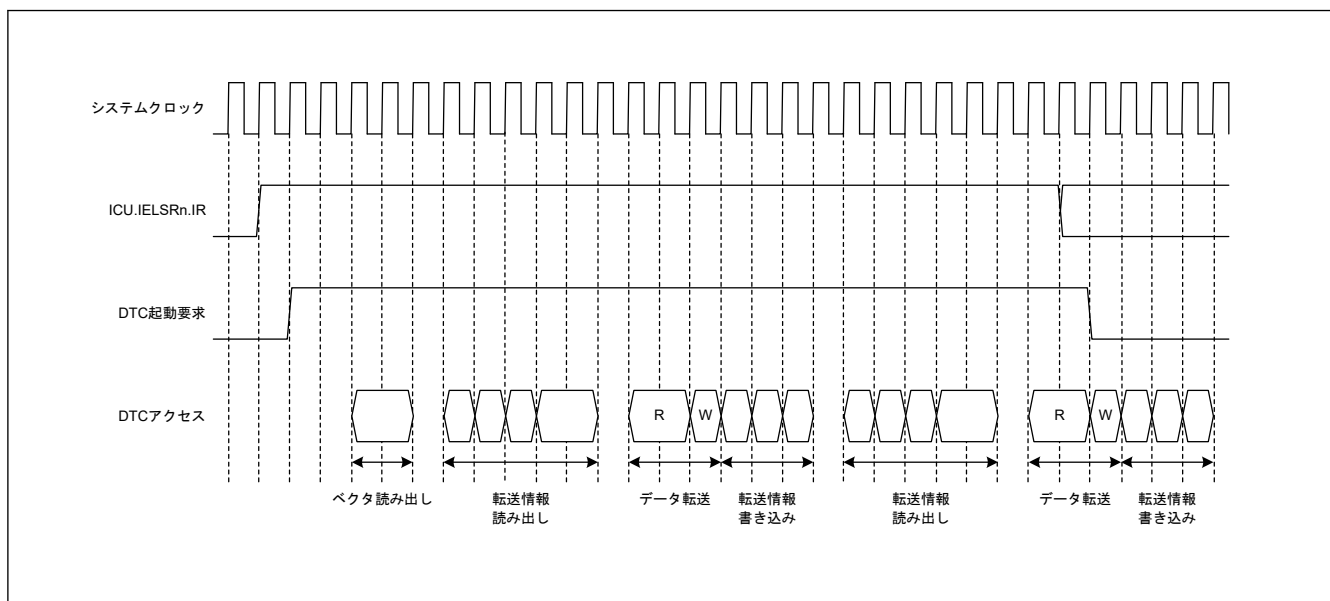 システムクロック
ICU.IELSRn.IR
DTC起動要求
DTCアクセス
R
W
R
W
ベクタ読み出し
転送情報
読み出し
データ転送
転送情報
書き込み
転送情報
読み出し
データ転送
転送情報
書き込み